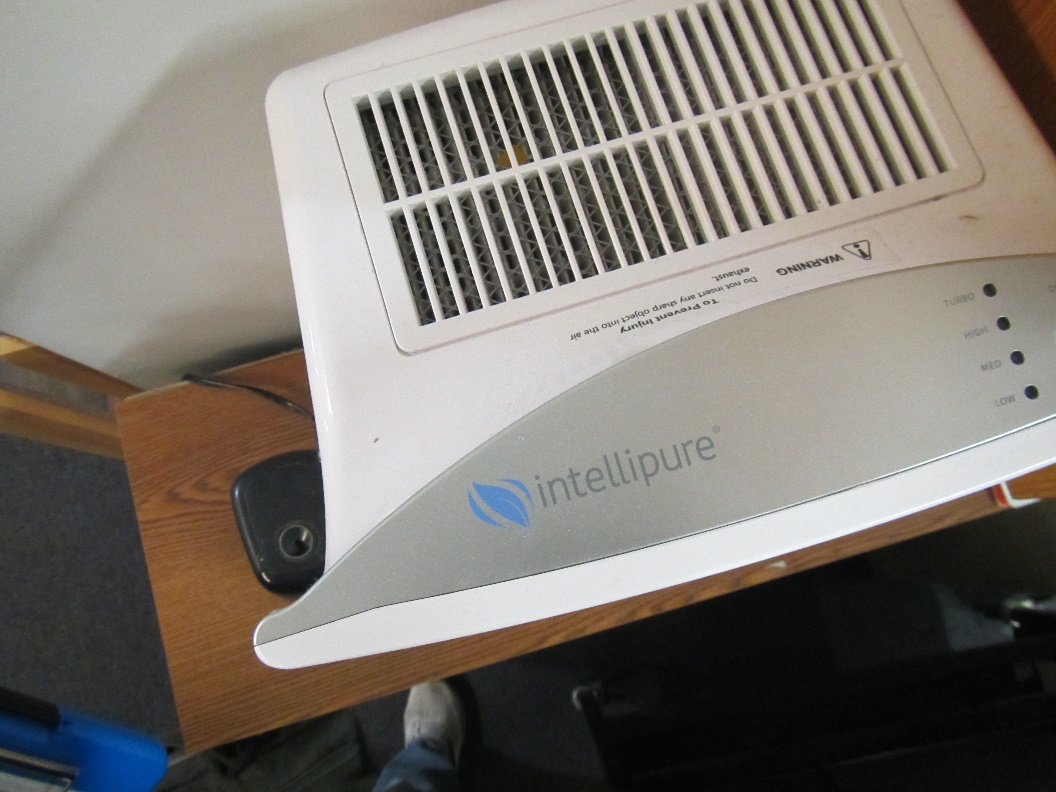 WARNING
To Prevent Injury
Do not insert any sharp object into the air
exhaust.
TURBO
HIGH
MED
LOW
intellipure®